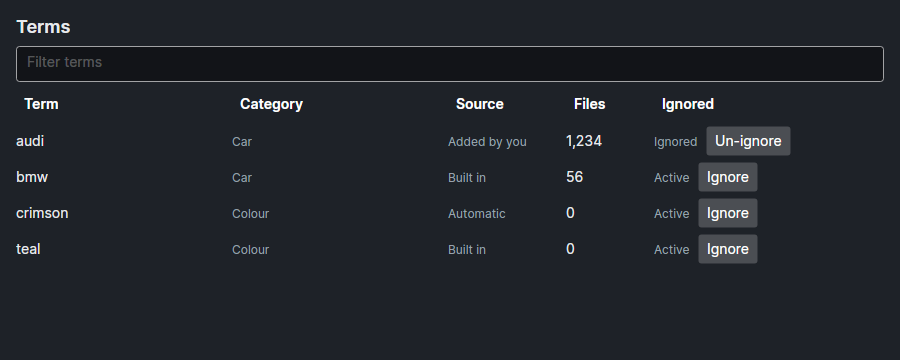 Terms
Filter terms
Term Category Source Files Ignored
audi Car Added by you 1,234 Ignored Un-ignore
bmw Car Built in 56 Active Ignore
crimson Colour Automatic 0 Active Ignore
teal Colour Built in 0 Active Ignore